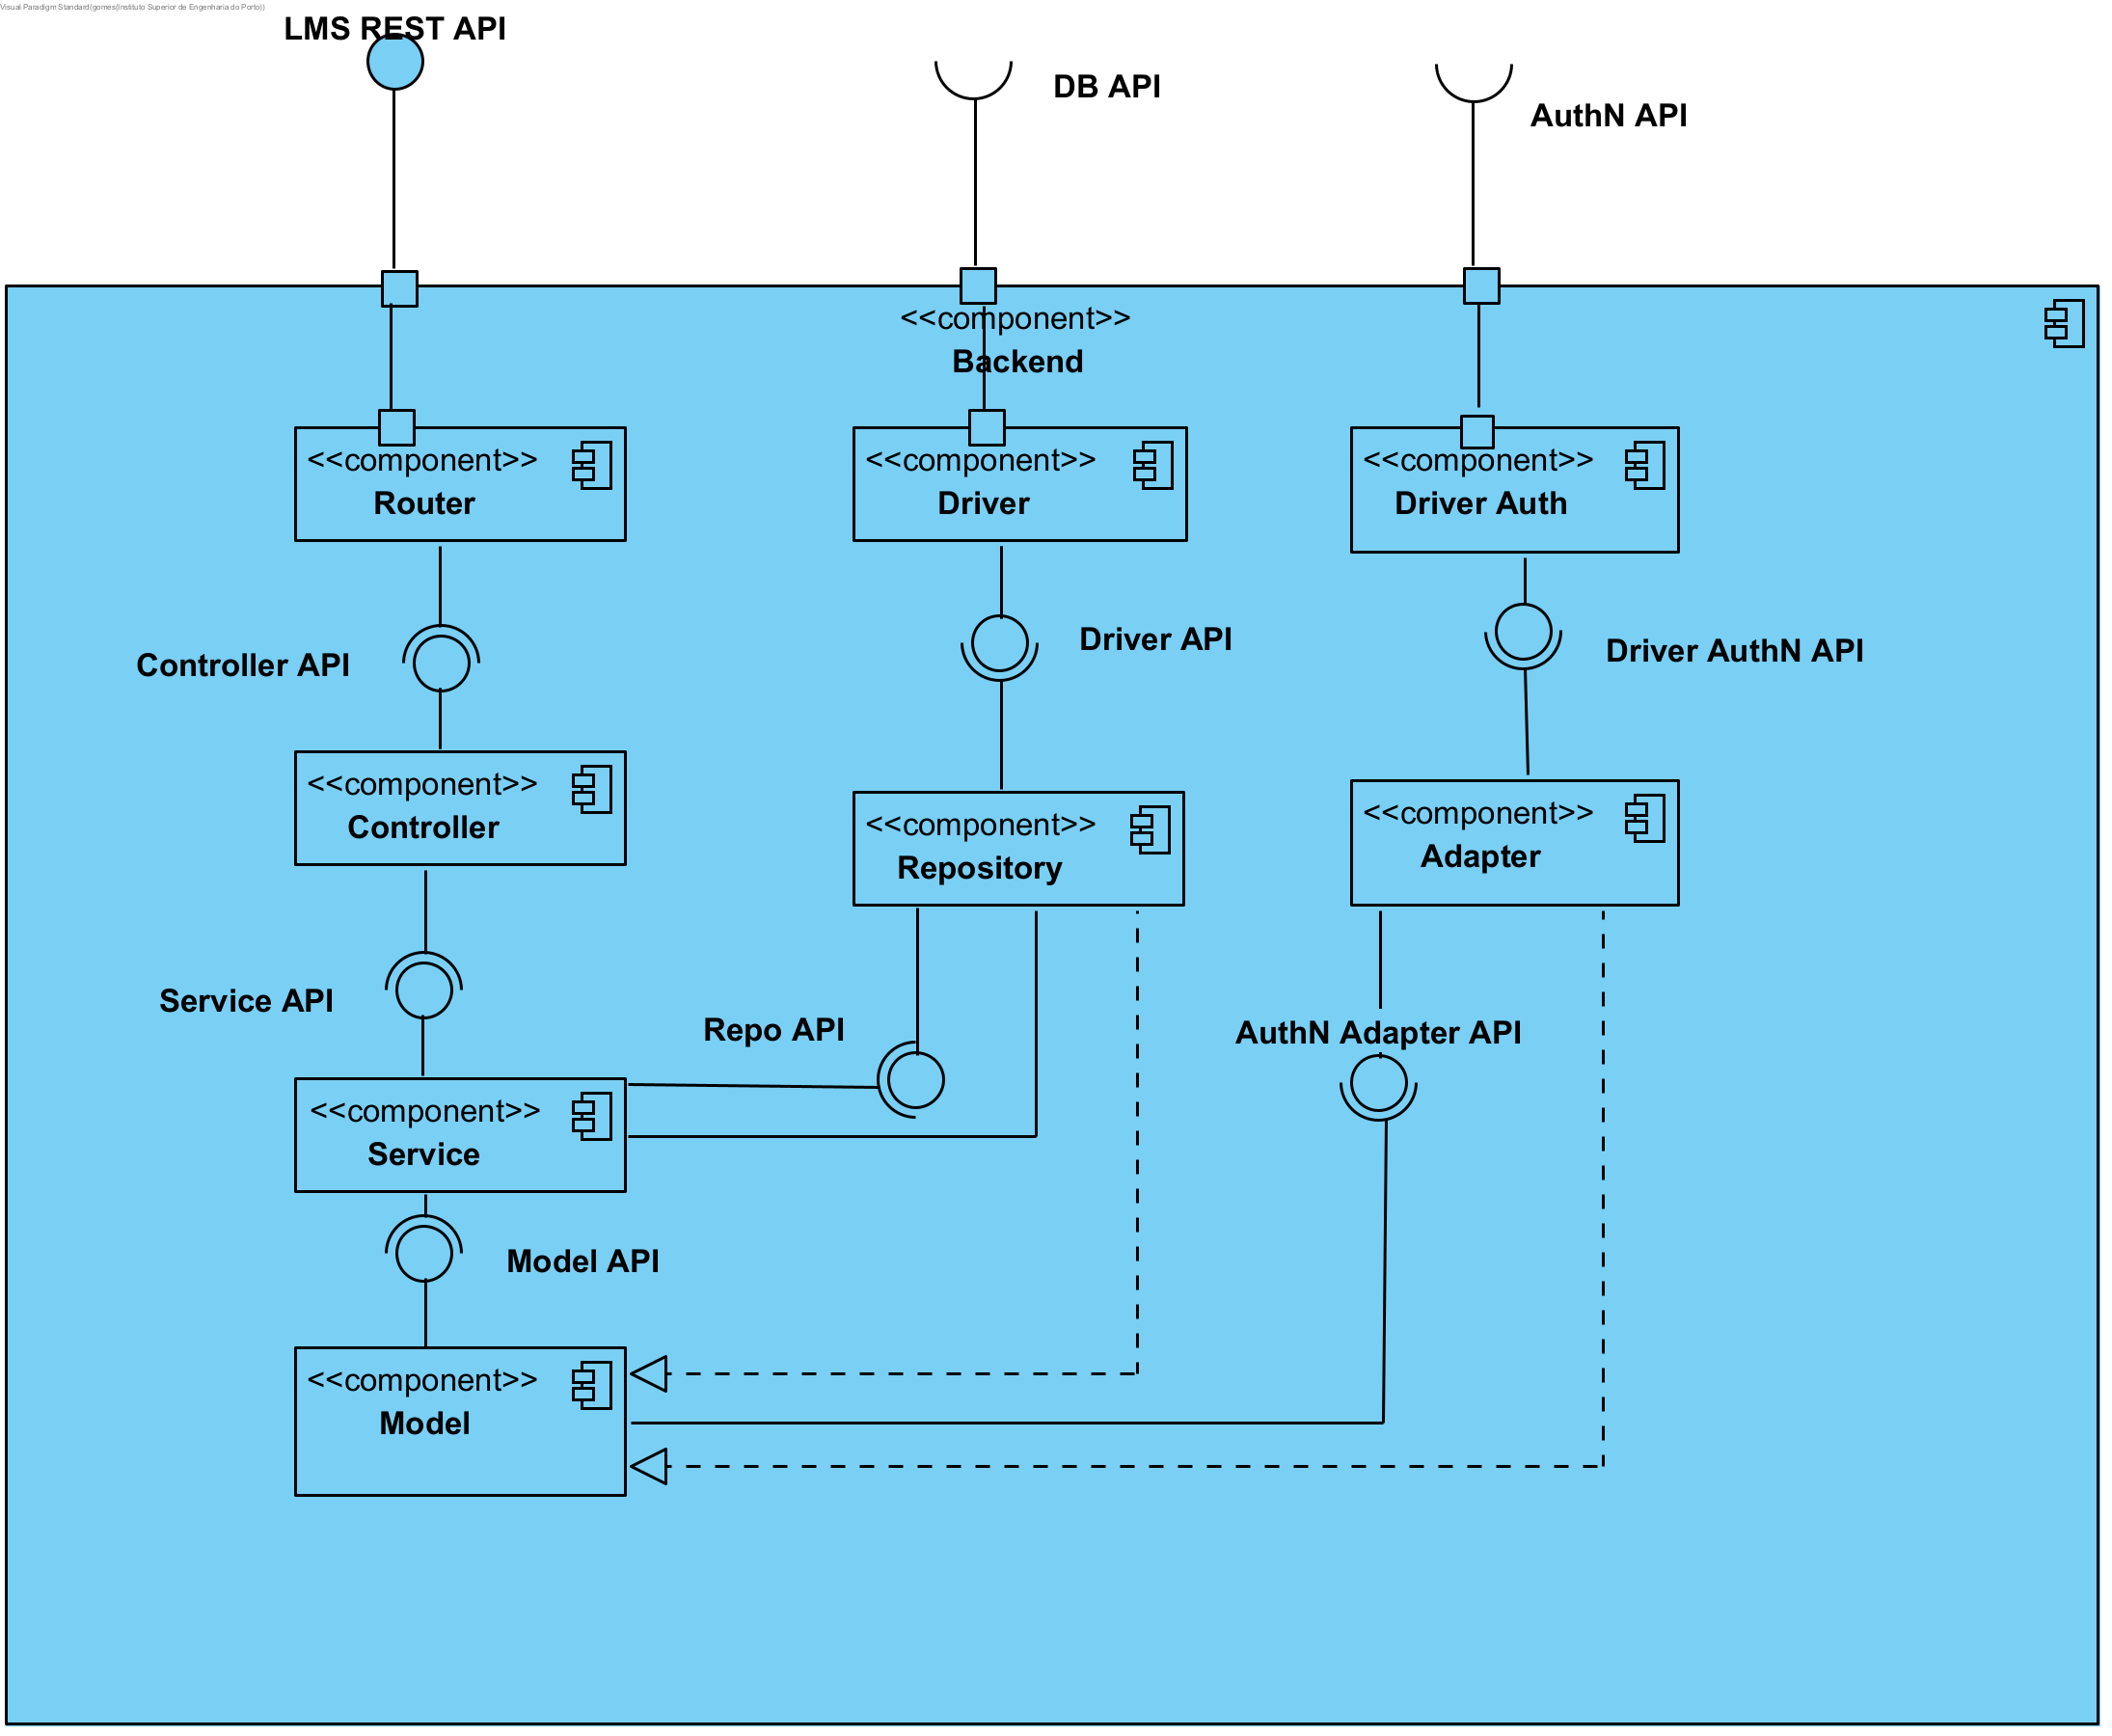 Visual Paradigm Standard(gomes(Instituto Superior de Engenharia do Porto))
LMS REST API
DB API
AuthN API
<<component>>
Backend
<<component>>
Router
<<component>>
Driver
<<component>>
Driver Auth
Controller API
Driver API
Driver AuthN API
<<component>>
Controller
<<component>>
Repository
<<component>>
Adapter
Service API
Repo API
AuthN Adapter API
<<component>>
Service
Model API
<<component>>
Model